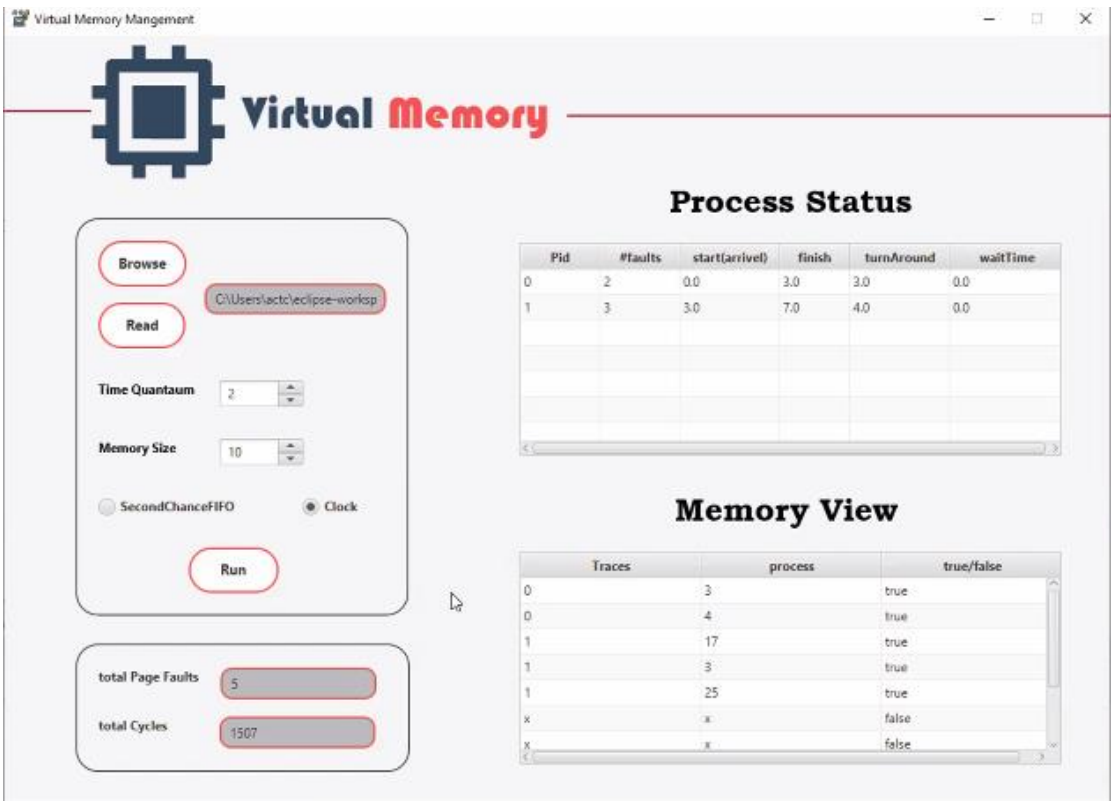 Virtual Memory Mangement
Virtual Memory
Browse
C:\Users\actc\eclipse-worksp
Read
Time Quantaum 2
Memory Size 10
SecondChanceFIFO Clock
Run
total Page Faults 5
total Cycles 1507
Process Status
Pid #faults start(arrivel) finish turnAround waitTime
0 2 0.0 3.0 3.0 0.0
1 3 3.0 7.0 4.0 0.0
Memory View
Traces process true/false
0 3 true
0 4 true
1 17 true
1 3 true
1 25 true
x x false
x x false